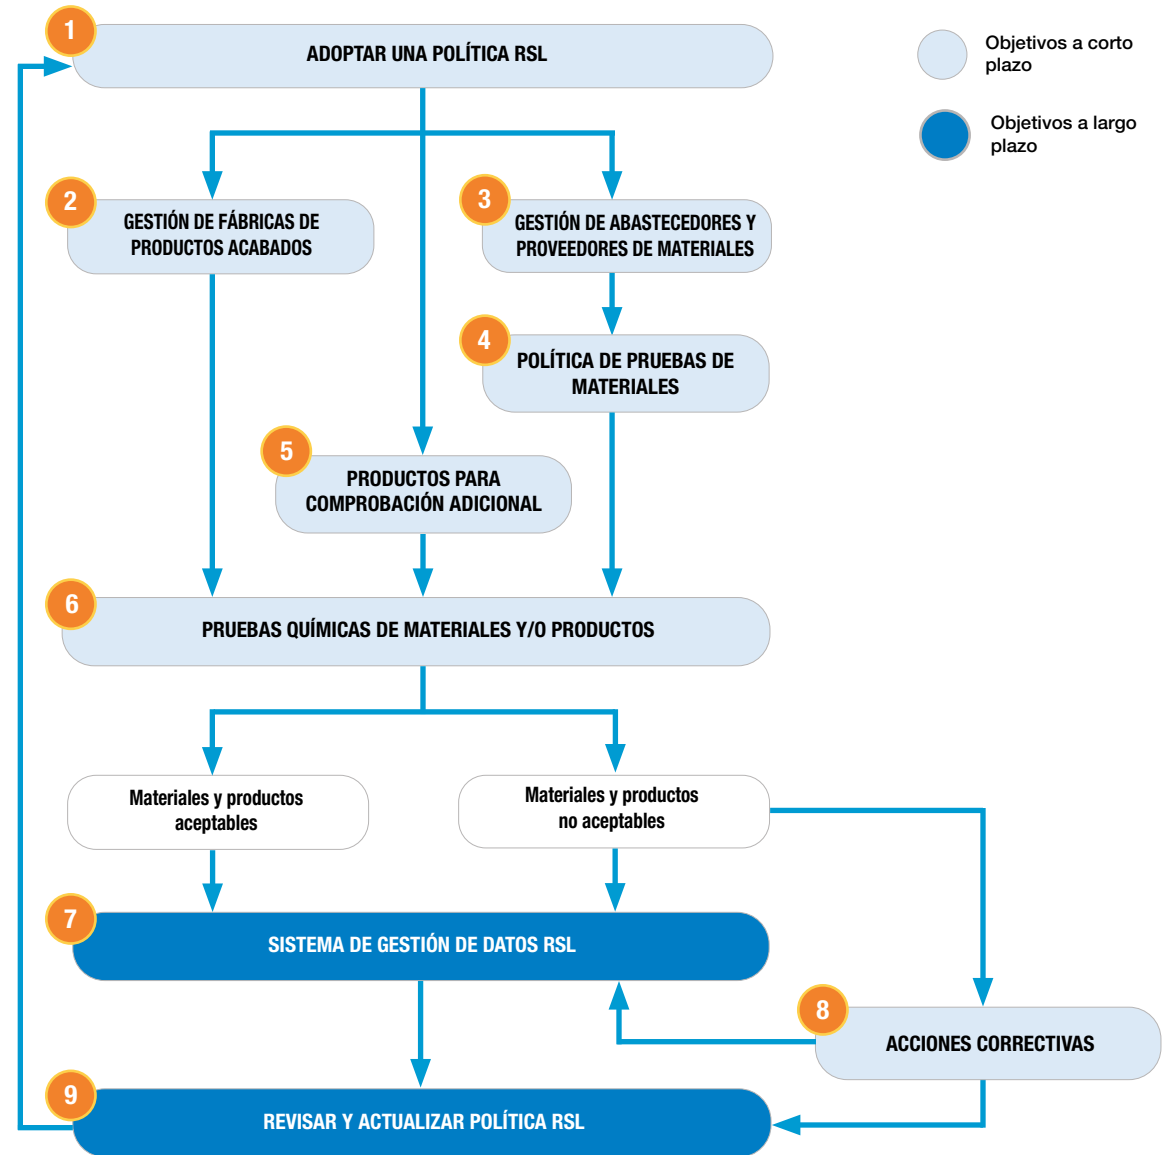 1
ADOPTAR UNA POLÍTICA RSL
Objetivos a corto
plazo
Objetivos a largo
plazo
2
GESTIÓN DE FÁBRICAS DE
PRODUCTOS ACABADOS
3
GESTIÓN DE ABASTECEDORES Y
PROVEEDORES DE MATERIALES
4
POLÍTICA DE PRUEBAS DE
MATERIALES
5
PRODUCTOS PARA
COMPROBACIÓN ADICIONAL
6
PRUEBAS QUÍMICAS DE MATERIALES Y/O PRODUCTOS
Materiales y productos
aceptables
Materiales y productos
no aceptables
7
SISTEMA DE GESTIÓN DE DATOS RSL
8
ACCIONES CORRECTIVAS
9
REVISAR Y ACTUALIZAR POLÍTICA RSL